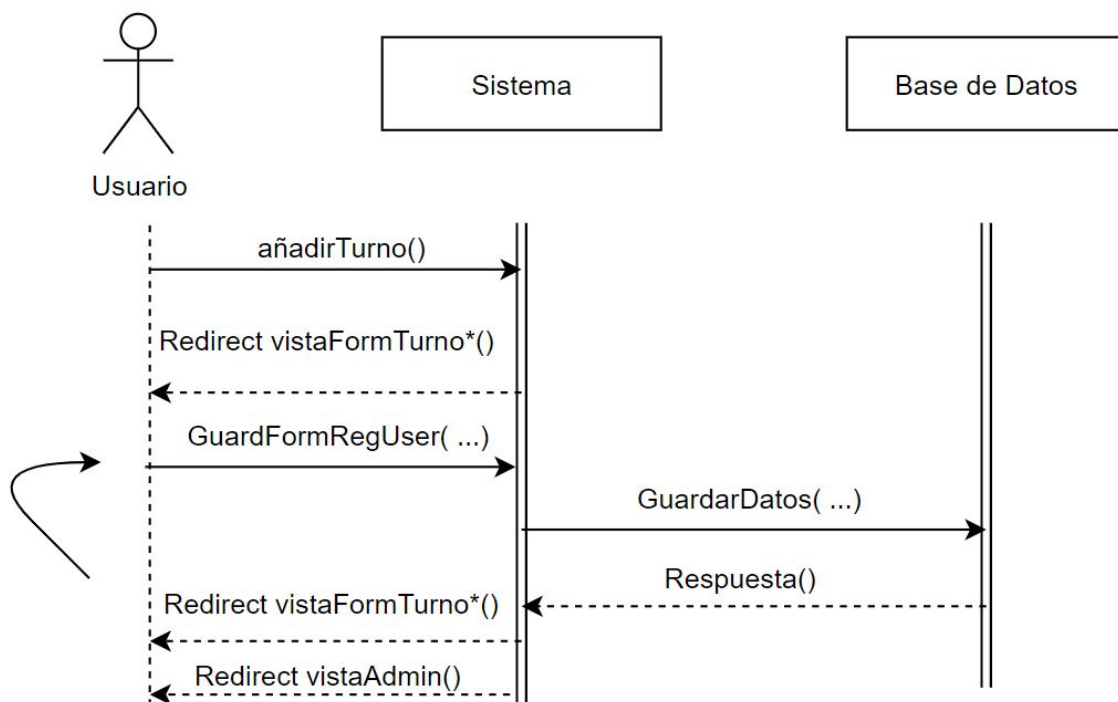 Sistema
Base de Datos
Usuario
añadirTurno()
Redirect vistaFormTurno*()
GuardFormRegUser( ...)
GuardarDatos( ...)
Respuesta()
Redirect vistaFormTurno*()
Redirect vistaAdmin()